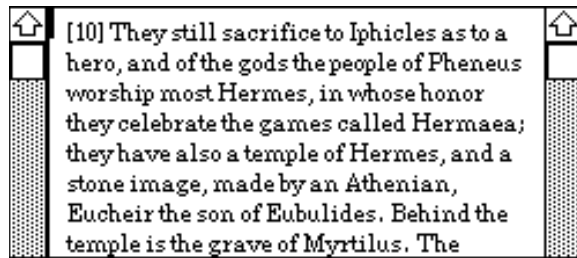 [10] They still sacrifice to Iphicles as to a
hero, and of the gods the people of Pheneus
worship most Hermes, in whose honor
they celebrate the games called Hermaea;
they have also a temple of Hermes, and a
stone image, made by an Athenian,
Eucheir the son of Eubulides. Behind the
temple is the grave of Myrtilus. The